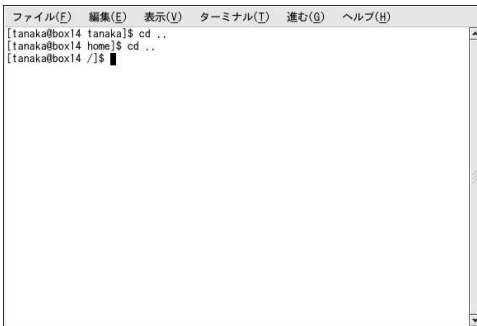 ファイル(F) 編集(E) 表示(V) ターミナル(T) 進む(G) ヘルプ(H)
[tanaka@box14 tanaka]$ cd ..
[tanaka@box14 home]$ cd ..
[tanaka@box14 /]$